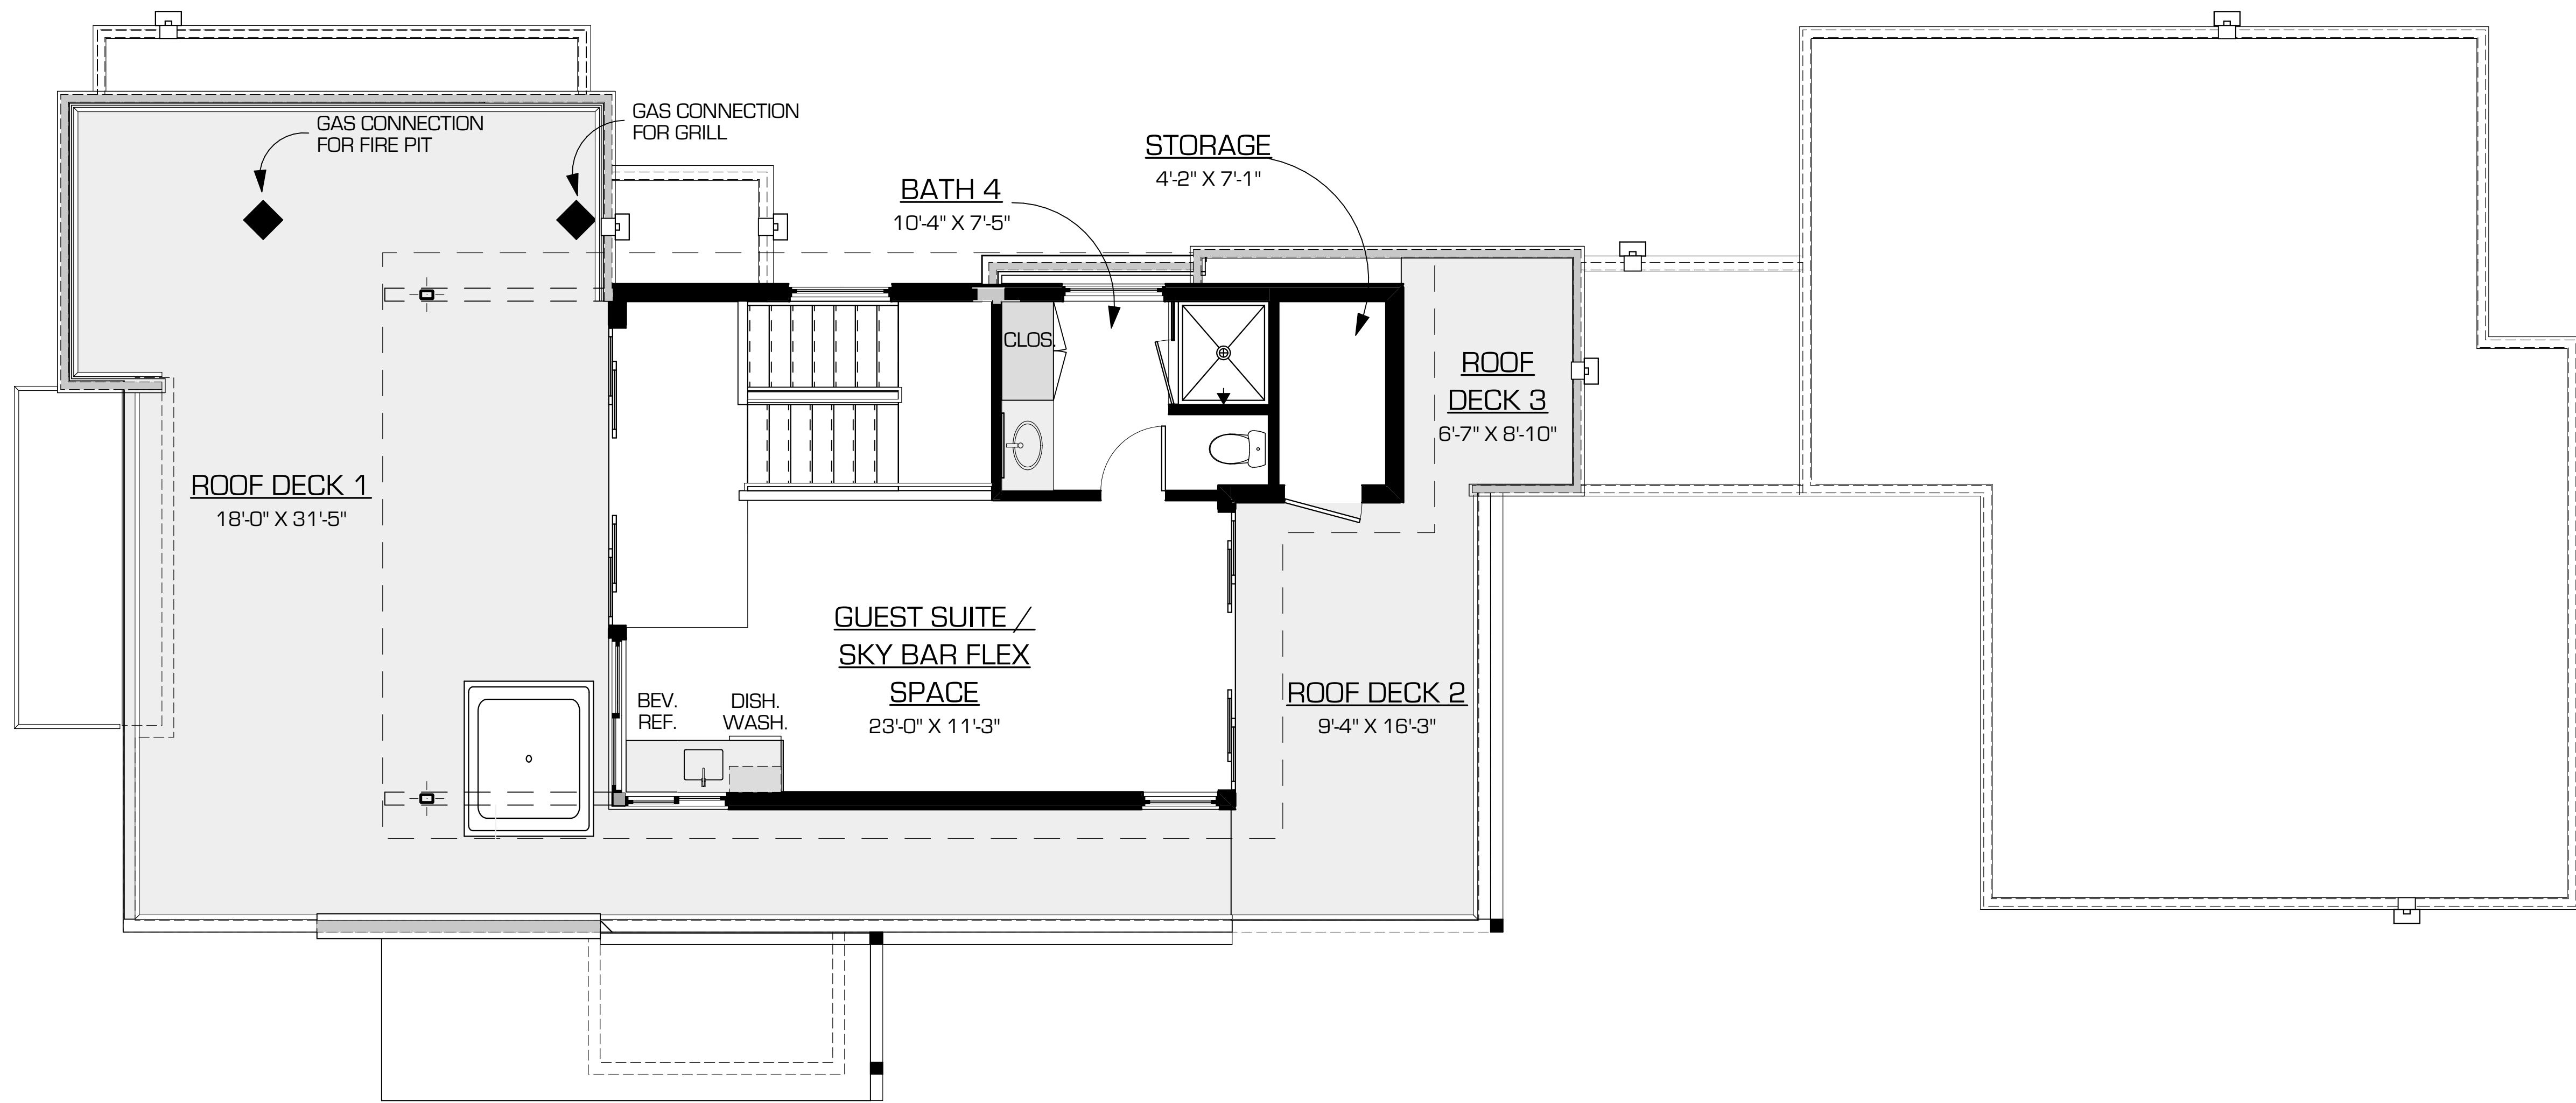 GAS CONNECTION
FOR FIRE PIT
GAS CONNECTION
FOR GRILL
STORAGE
4'-2" X 7'-1"
BATH 4
10'-4" X 7'-5"
CLOS.
ROOF
DECK 3
6'-7" X 8'-10"
ROOF DECK 1
18'-0" X 31'-5"
GUEST SUITE /
SKY BAR FLEX
SPACE
23'-0" X 11'-3"
BEV.
REF.
DISH.
WASH.
ROOF DECK 2
9'-4" X 16'-3"